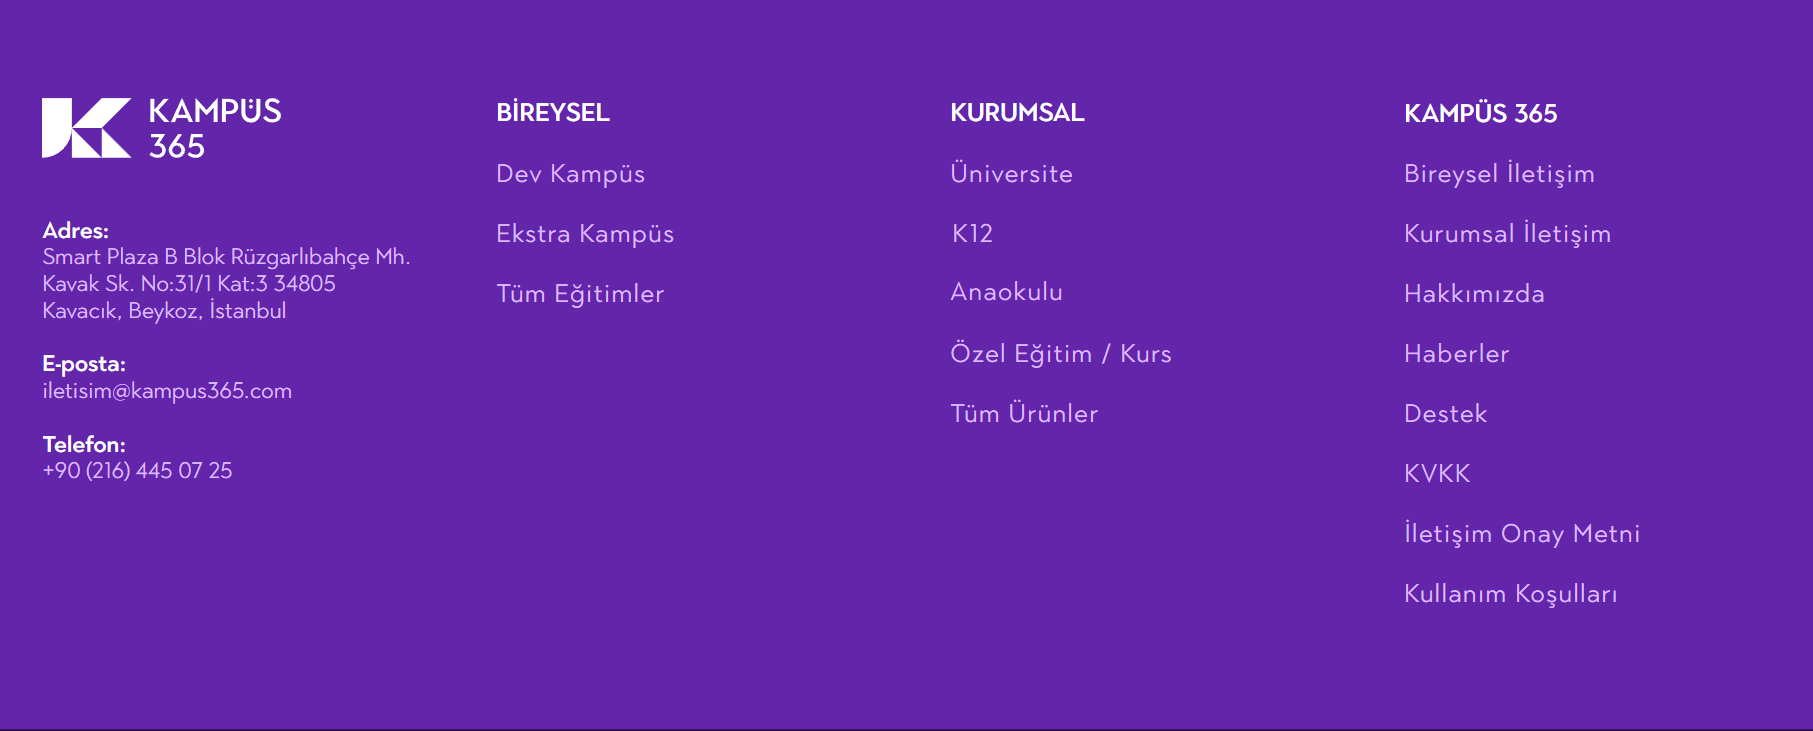 KAMPÜS
365
Adres:
Smart Plaza B Blok Rüzgarlıbahçe Mh.
Kavak Sk. No:31/1 Kat:3 34805
Kavacık, Beykoz, İstanbul
E-posta:
iletisim@kampus365.com
Telefon:
+90 (216) 445 07 25
BİREYSEL
Dev Kampüs
Ekstra Kampüs
Tüm Eğitimler
KURUMSAL
Üniversite
K12
Anaokulu
Özel Eğitim / Kurs
Tüm Ürünler
KAMPÜS 365
Bireysel İletişim
Kurumsal İletişim
Hakkımızda
Haberler
Destek
KVKK
İletişim Onay Metni
Kullanım Koşulları